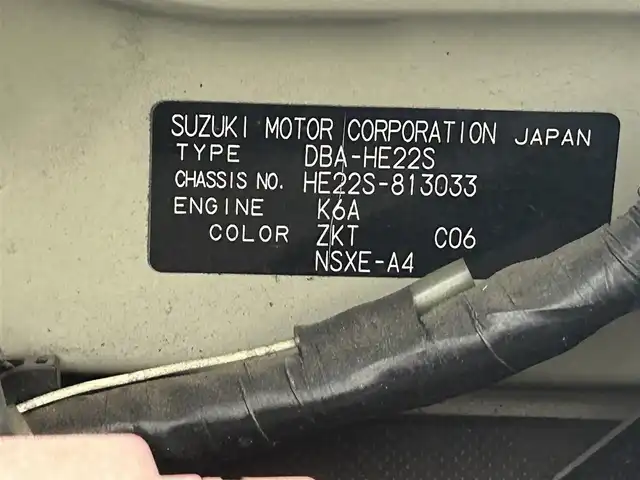 SUZUKI MOTOR CORPORATION JAPAN
TYPE DBA-HE22S
CHASSIS NO. HE22S-813033
ENGINE K6A
COLOR ZKT C06
NSXE-A4